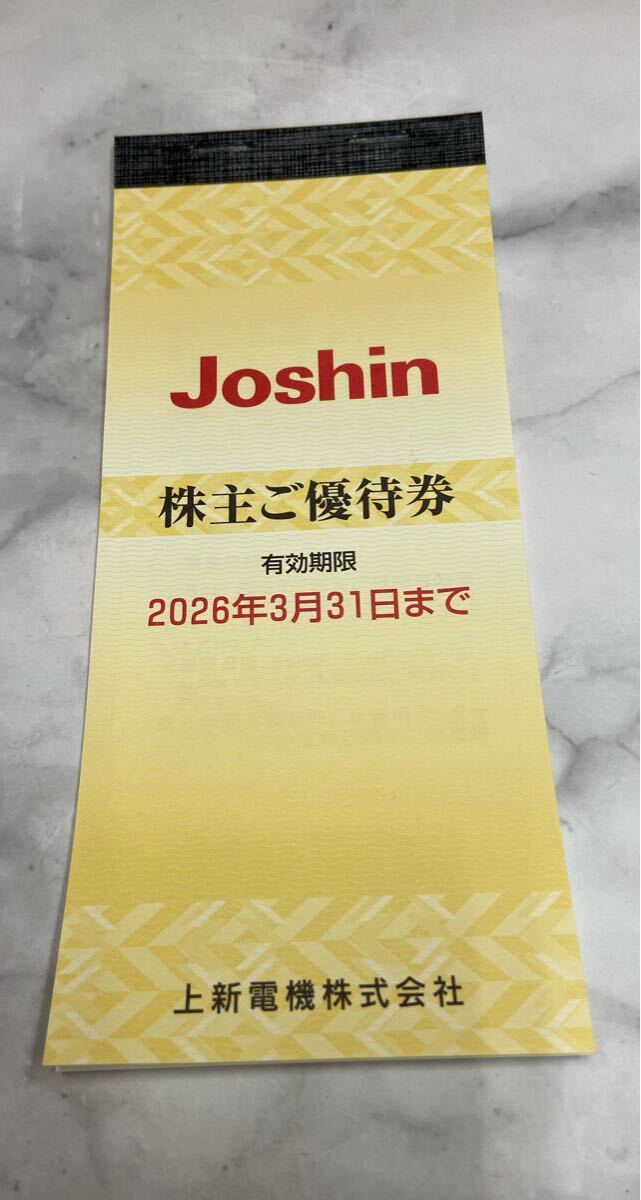 Joshin
株主ご優待券
有効期限
2026年3月31日まで
上新電機株式会社